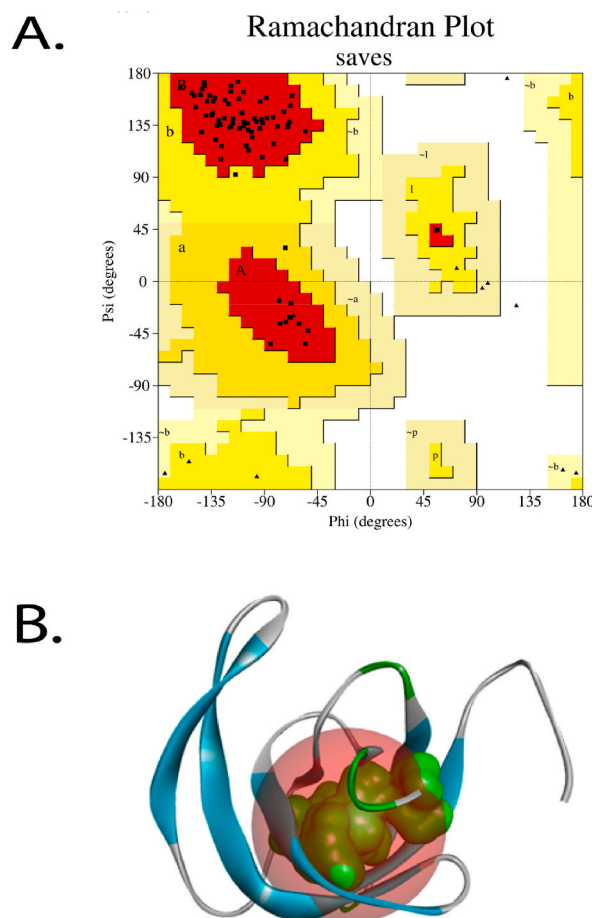 A.
Ramachandran Plot
saves
180
135
90
45
0
-45
-90
-135
Psi (degrees)
B
b
~b
~l
l
~b
b
a
A
~a
~b
b
~p
p
~b
-180 -135 -90 -45 0 45 90 135 180
Phi (degrees)
B.